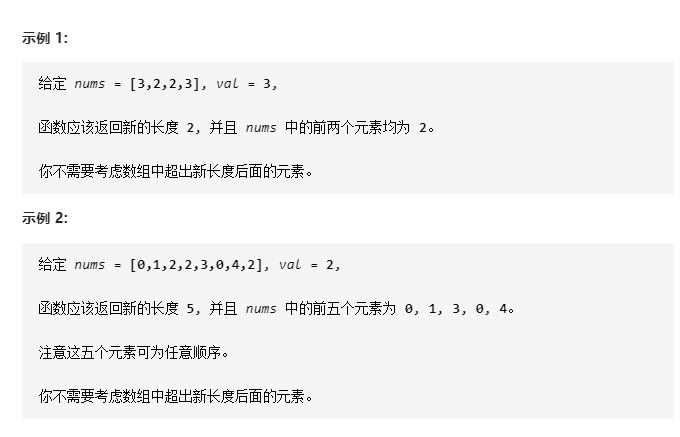 示例 1:
给定 nums = [3,2,2,3], val = 3,
函数应该返回新的长度 2, 并且 nums 中的前两个元素均为 2。
你不需要考虑数组中超出新长度后面的元素。
示例 2:
给定 nums = [0,1,2,2,3,0,4,2], val = 2,
函数应该返回新的长度 5, 并且 nums 中的前五个元素为 0, 1, 3, 0, 4。
注意这五个元素可为任意顺序。
你不需要考虑数组中超出新长度后面的元素。